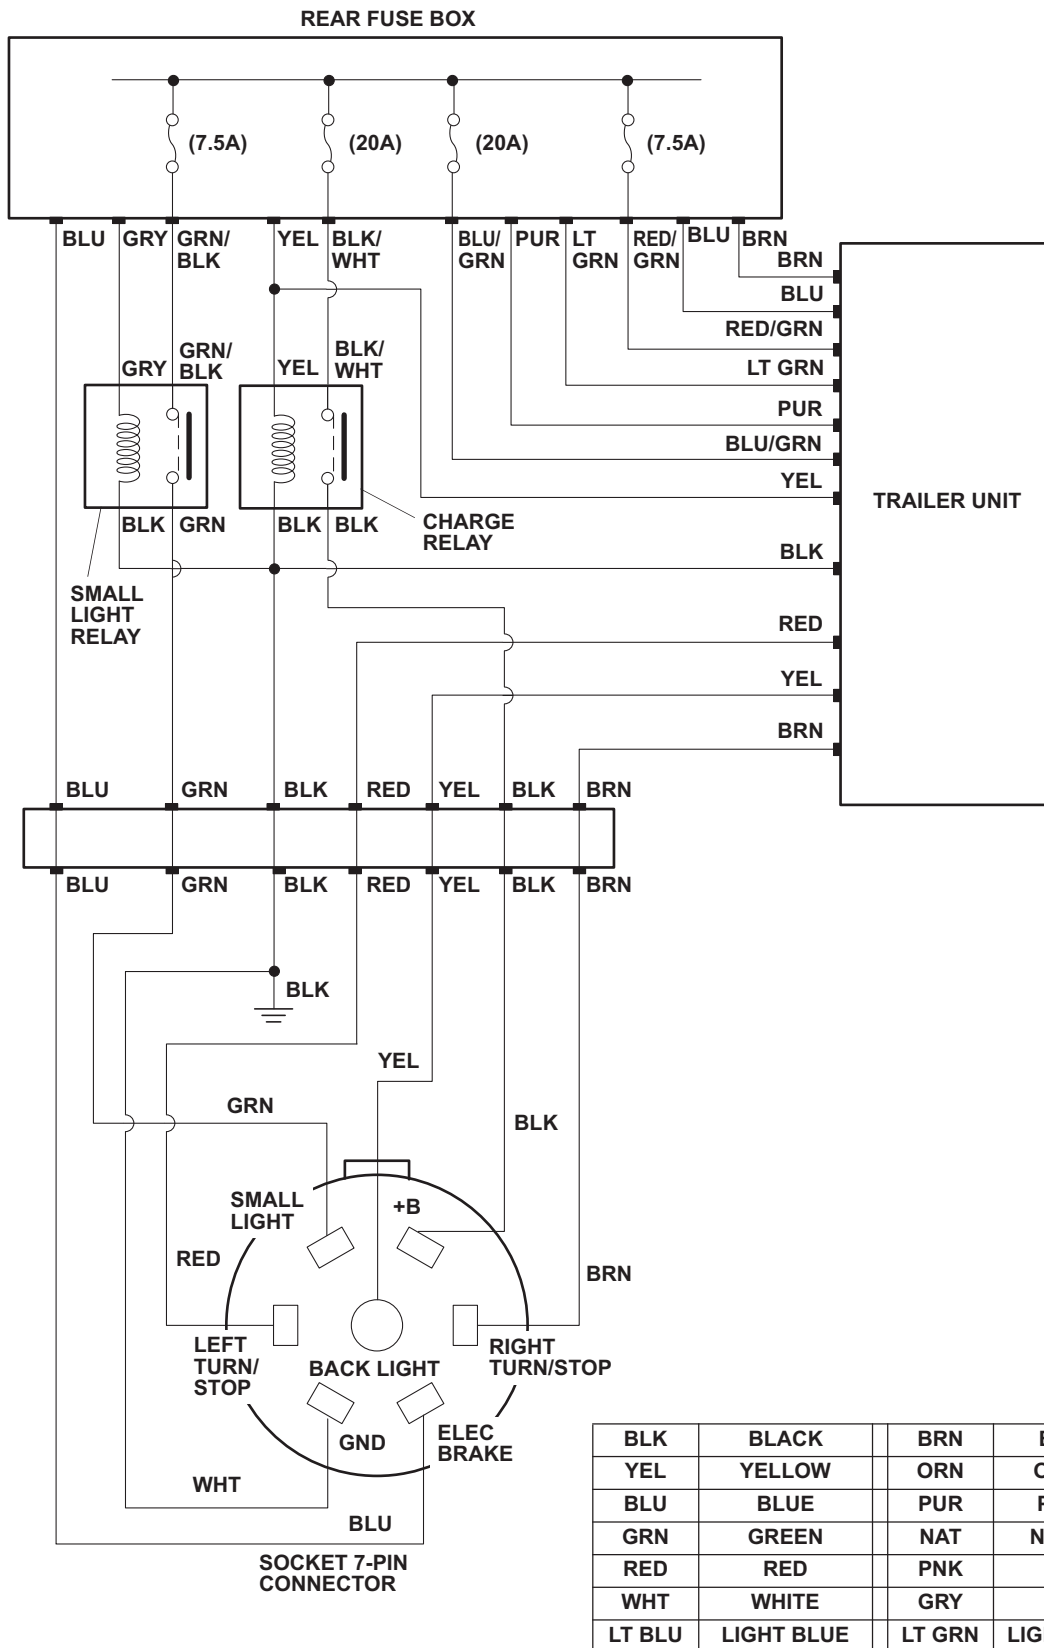 REAR FUSE BOX
(7.5A) (20A) (20A) (7.5A)
BLU GRY GRN/ YEL BLK/ BLU/ PUR LT RED/ BLU BRN
BLK WHT GRN GRN GRN
BRN
BLU
RED/GRN
GRN/ BLK/
GRY BLK YEL WHT
LT GRN
PUR
BLU/GRN
YEL
TRAILER UNIT
BLK GRN BLK BLK
CHARGE
RELAY
BLK
SMALL
LIGHT
RELAY
RED
YEL
BRN
BLU GRN BLK RED YEL BLK BRN
BLU GRN BLK RED YEL BLK BRN
BLK
YEL
GRN
BLK
SMALL
LIGHT
+B
RED
BRN
LEFT
TURN/
STOP
BACK LIGHT
RIGHT
TURN/STOP
GND
ELEC
BRAKE
WHT
BLU
SOCKET 7-PIN
CONNECTOR
BLK BLACK BRN
YEL YELLOW ORN
BLU BLUE PUR
GRN GREEN NAT
RED RED PNK
WHT WHITE GRY
LT BLU LIGHT BLUE LT GRN